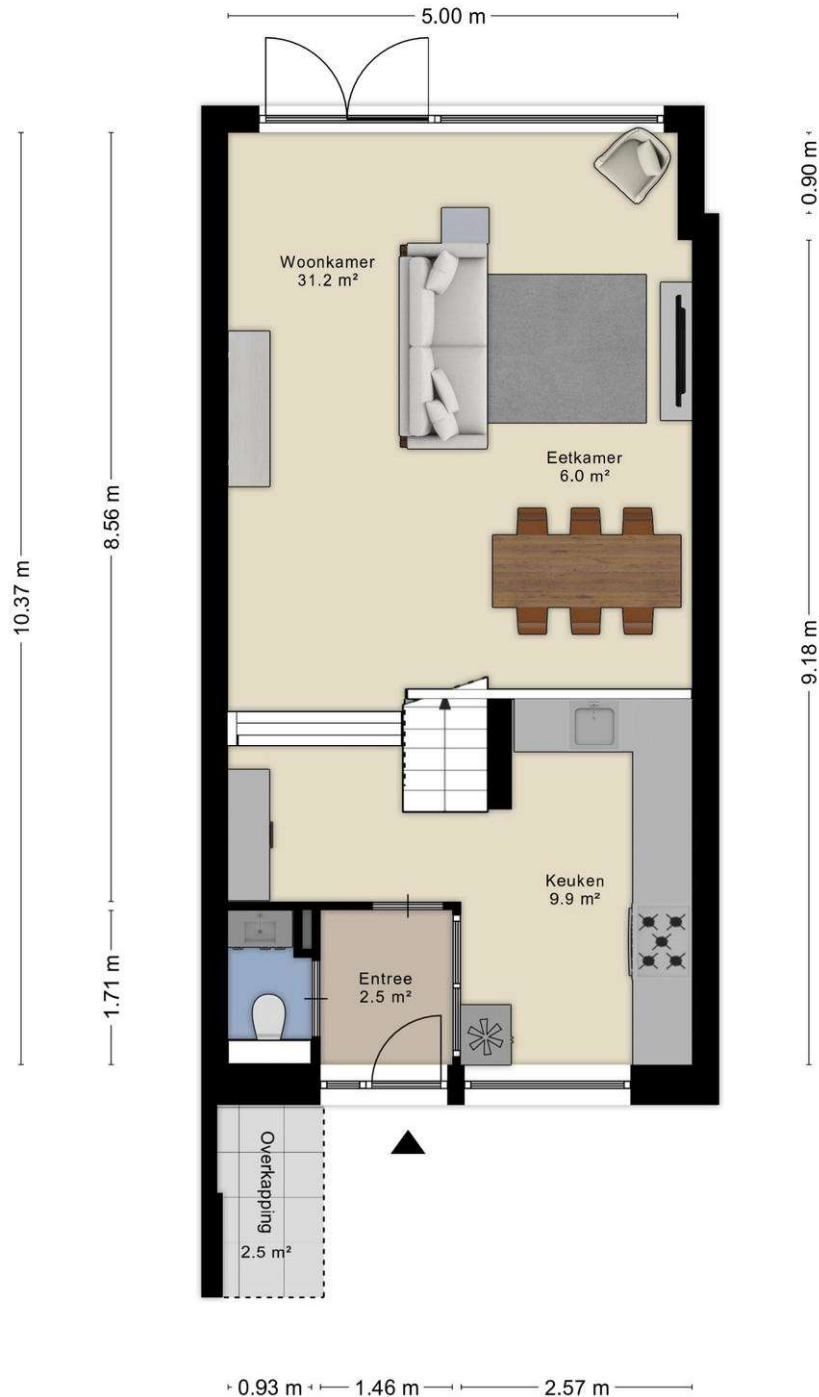 5.00 m
0.90 m
Woonkamer
31.2 m²
8.56 m
Eetkamer
6.0 m²
10.37 m
9.18 m
Keuken
9.9 m²
1.71 m
Entree
2.5 m²
Overkapping
2.5 m²
0.93 m
1.46 m
2.57 m